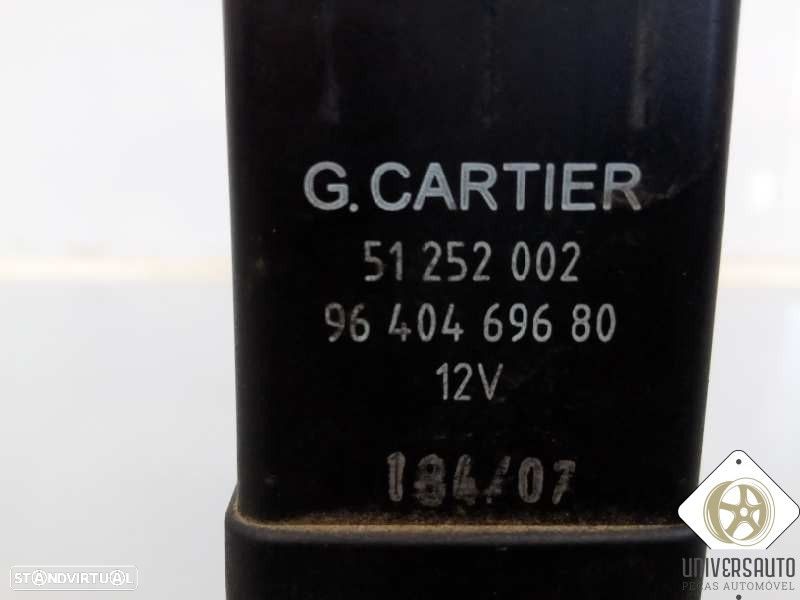 G. CARTIER
51 252 002
96 404 696 80
12V
184/07
STANDVIRTUAL
UNIVERSAUTO
PEÇAS AUTOMÓVEL